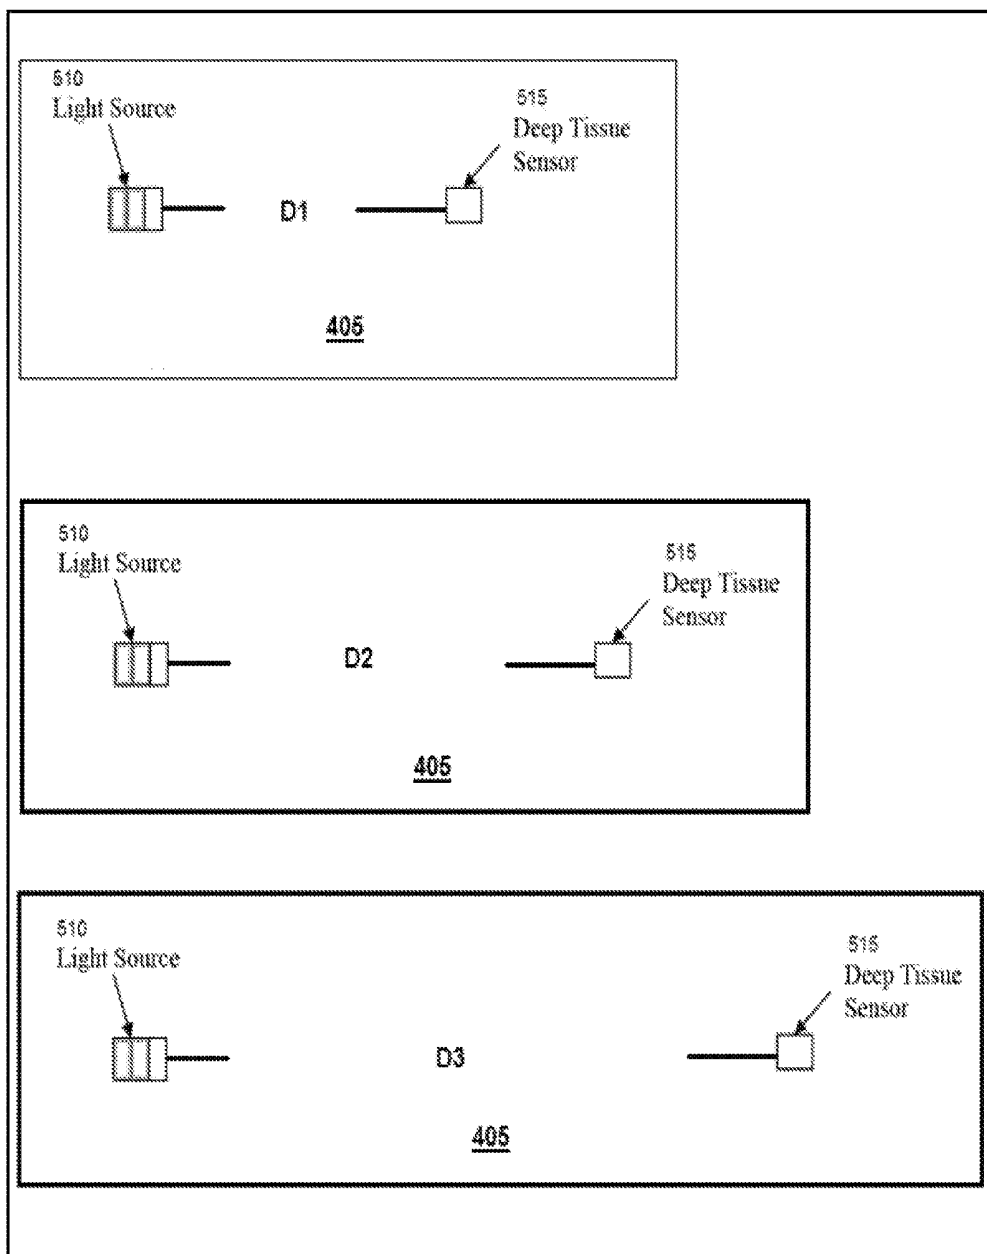 510
Light Source
515
Deep Tissue
Sensor
D1
405
510
Light Source
515
Deep Tissue
Sensor
D2
405
510
Light Source
515
Deep Tissue
Sensor
D3
405